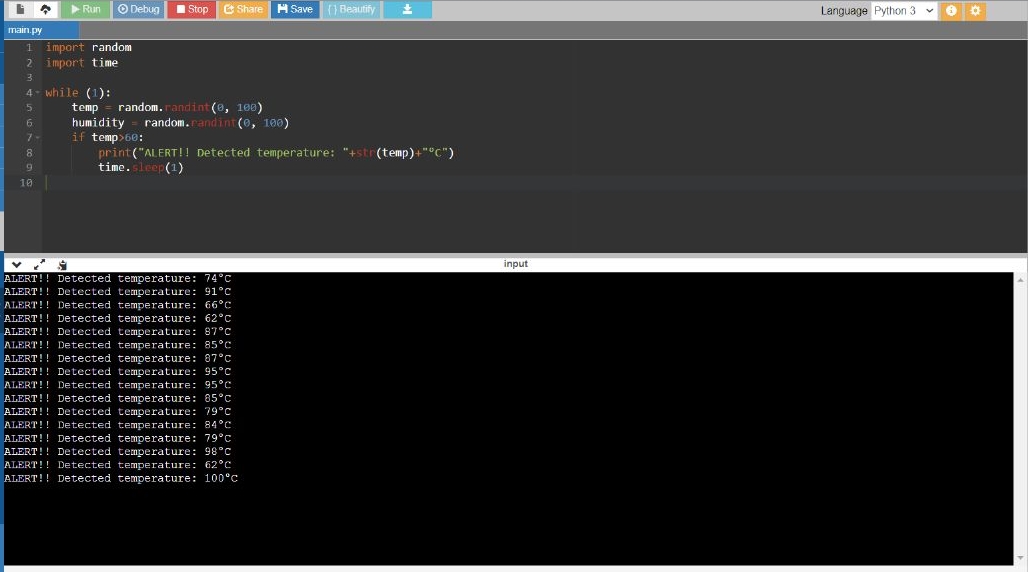 Run Debug Stop Share Save {} Beautify Language Python 3
main.py
1 import random
2 import time
3
4 while (1):
5 temp = random.randint(0, 100)
6 humidity = random.randint(0, 100)
7 if temp>60:
8 print("ALERT!! Detected temperature: "+str(temp)+"°C")
9 time.sleep(1)
10
input
ALERT!! Detected temperature: 74°C
ALERT!! Detected temperature: 91°C
ALERT!! Detected temperature: 66°C
ALERT!! Detected temperature: 62°C
ALERT!! Detected temperature: 87°C
ALERT!! Detected temperature: 85°C
ALERT!! Detected temperature: 87°C
ALERT!! Detected temperature: 95°C
ALERT!! Detected temperature: 95°C
ALERT!! Detected temperature: 85°C
ALERT!! Detected temperature: 79°C
ALERT!! Detected temperature: 84°C
ALERT!! Detected temperature: 79°C
ALERT!! Detected temperature: 98°C
ALERT!! Detected temperature: 62°C
ALERT!! Detected temperature: 100°C